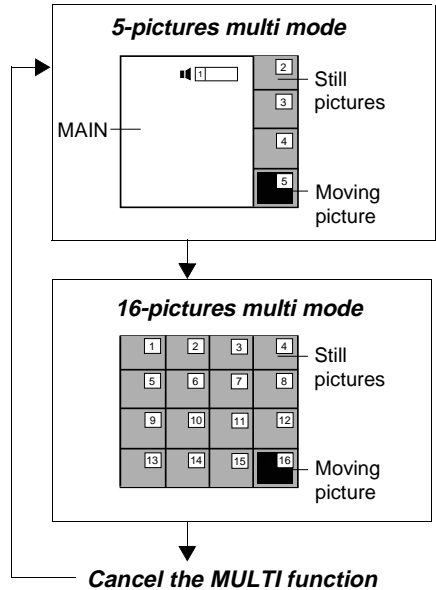 5-pictures multi mode
1
2
Still
pictures
3
MAIN
4
5
Moving
picture
16-pictures multi mode
1 2 3 4
Still
pictures
5 6 7 8
9 10 11 12
13 14 15 16
Moving
picture
Cancel the MULTI function